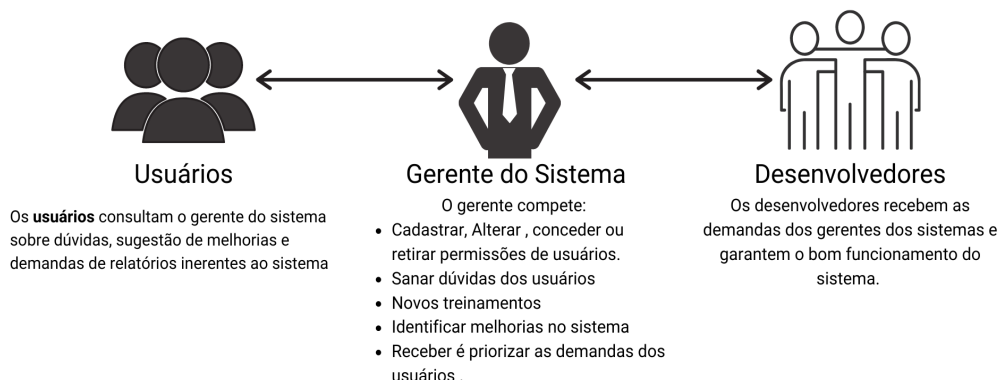 Usuários
Os usuários consultam o gerente do sistema
sobre dúvidas, sugestão de melhorias e
demandas de relatórios inerentes ao sistema
Gerente do Sistema
O gerente compete:
• Cadastrar, Alterar , conceder ou
retirar permissões de usuários.
• Sanar dúvidas dos usuários
• Novos treinamentos
• Identificar melhorias no sistema
• Receber é priorizar as demandas dos
usuários .
Desenvolvedores
Os desenvolvedores recebem as
demandas dos gerentes dos sistemas e
garantem o bom funcionamento do
sistema.